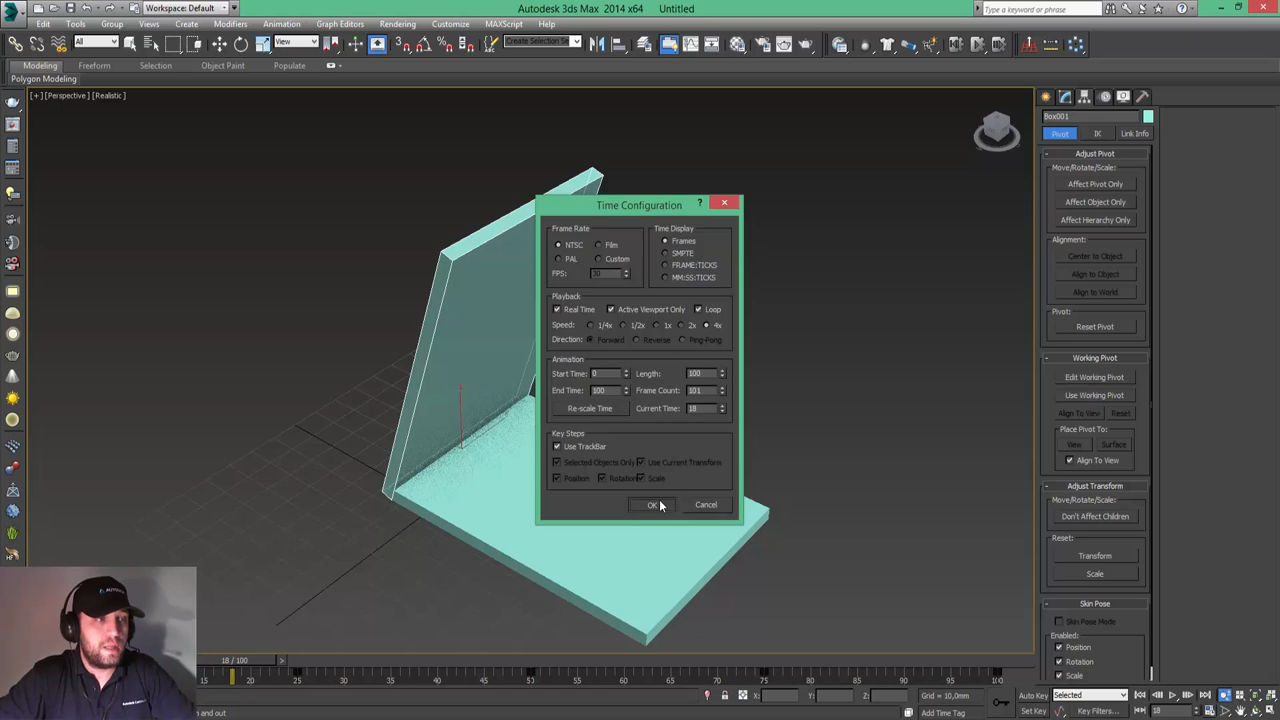 Workspace: Default
Autodesk 3ds Max 2014 x64 Untitled
Type a keyword or phrase
Edit Tools Group Views Create Modifiers Animation Graph Editors Rendering Customize MAXScript Help
All View Create Selection Se
Modeling Freeform Selection Object Paint Populate
Polygon Modeling
[+] [Perspective] [Realistic]
Box001
Pivot IK Link Info
Adjust Pivot
Move/Rotate/Scale:
Affect Pivot Only
Affect Object Only
Affect Hierarchy Only
Alignment:
Center to Object
Align to Object
Align to World
Pivot:
Reset Pivot
Working Pivot
Edit Working Pivot
Use Working Pivot
Align To View Reset
Place Pivot To:
View Surface
Align To View
Adjust Transform
Move/Rotate/Scale:
Don't Affect Children
Reset:
Transform
Scale
Skin Pose
Skin Pose Mode
Enabled:
Position
Rotation
Scale
Time Configuration ?
Frame Rate
NTSC Film
PAL Custom
FPS: 30
Time Display
Frames
SMPTE
FRAME:TICKS
MM:SS:TICKS
Playback
Real Time Active Viewport Only Loop
Speed: 1/4x 1/2x 1x 2x 4x
Direction: Forward Reverse Ping-Pong
Animation
Start Time: 0 Length: 100
End Time: 100 Frame Count: 101
Re-scale Time Current Time: 18
Key Steps
Use TrackBar
Selected Objects Only Use Current Transform
Position Rotation Scale
OK Cancel
18 / 100
15 20 25 30 35 40 45 50 55 60 65 70 75 80 85 90 95 100
X: Y: Z: Grid = 10,0mm Auto Key Selected
Add Time Tag Set Key Key Filters... 18